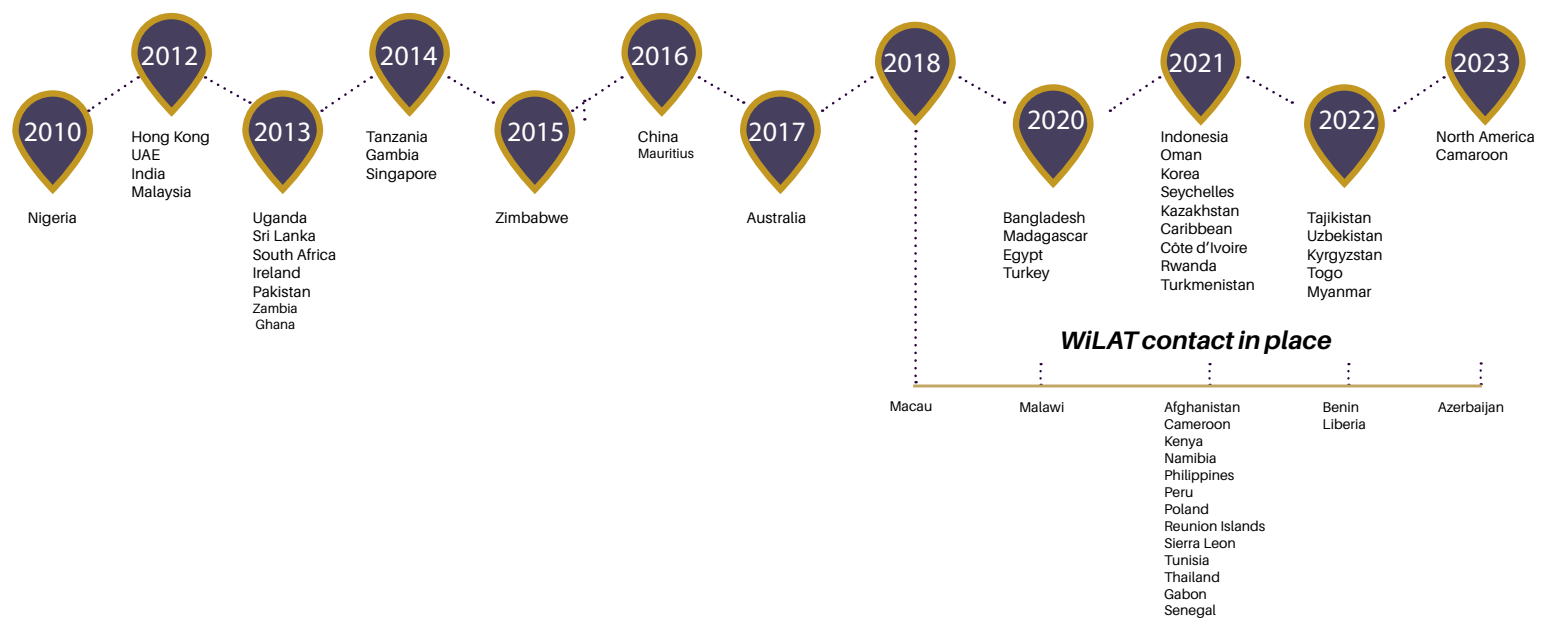 2010
Nigeria
2012
Hong Kong
UAE
India
Malaysia
2013
Uganda
Sri Lanka
South Africa
Ireland
Pakistan
Zambia
Ghana
2014
Tanzania
Gambia
Singapore
2015
Zimbabwe
2016
China
Mauritius
2017
Australia
2018
2020
Bangladesh
Madagascar
Egypt
Turkey
2021
Indonesia
Oman
Korea
Seychelles
Kazakhstan
Caribbean
Côte d’Ivoire
Rwanda
Turkmenistan
2022
Tajikistan
Uzbekistan
Kyrgyzstan
Togo
Myanmar
2023
North America
Camaroon
WiLAT contact in place
Macau
Malawi
Afghanistan
Cameroon
Kenya
Namibia
Philippines
Peru
Poland
Reunion Islands
Sierra Leon
Tunisia
Thailand
Gabon
Senegal
Benin
Liberia
Azerbaijan